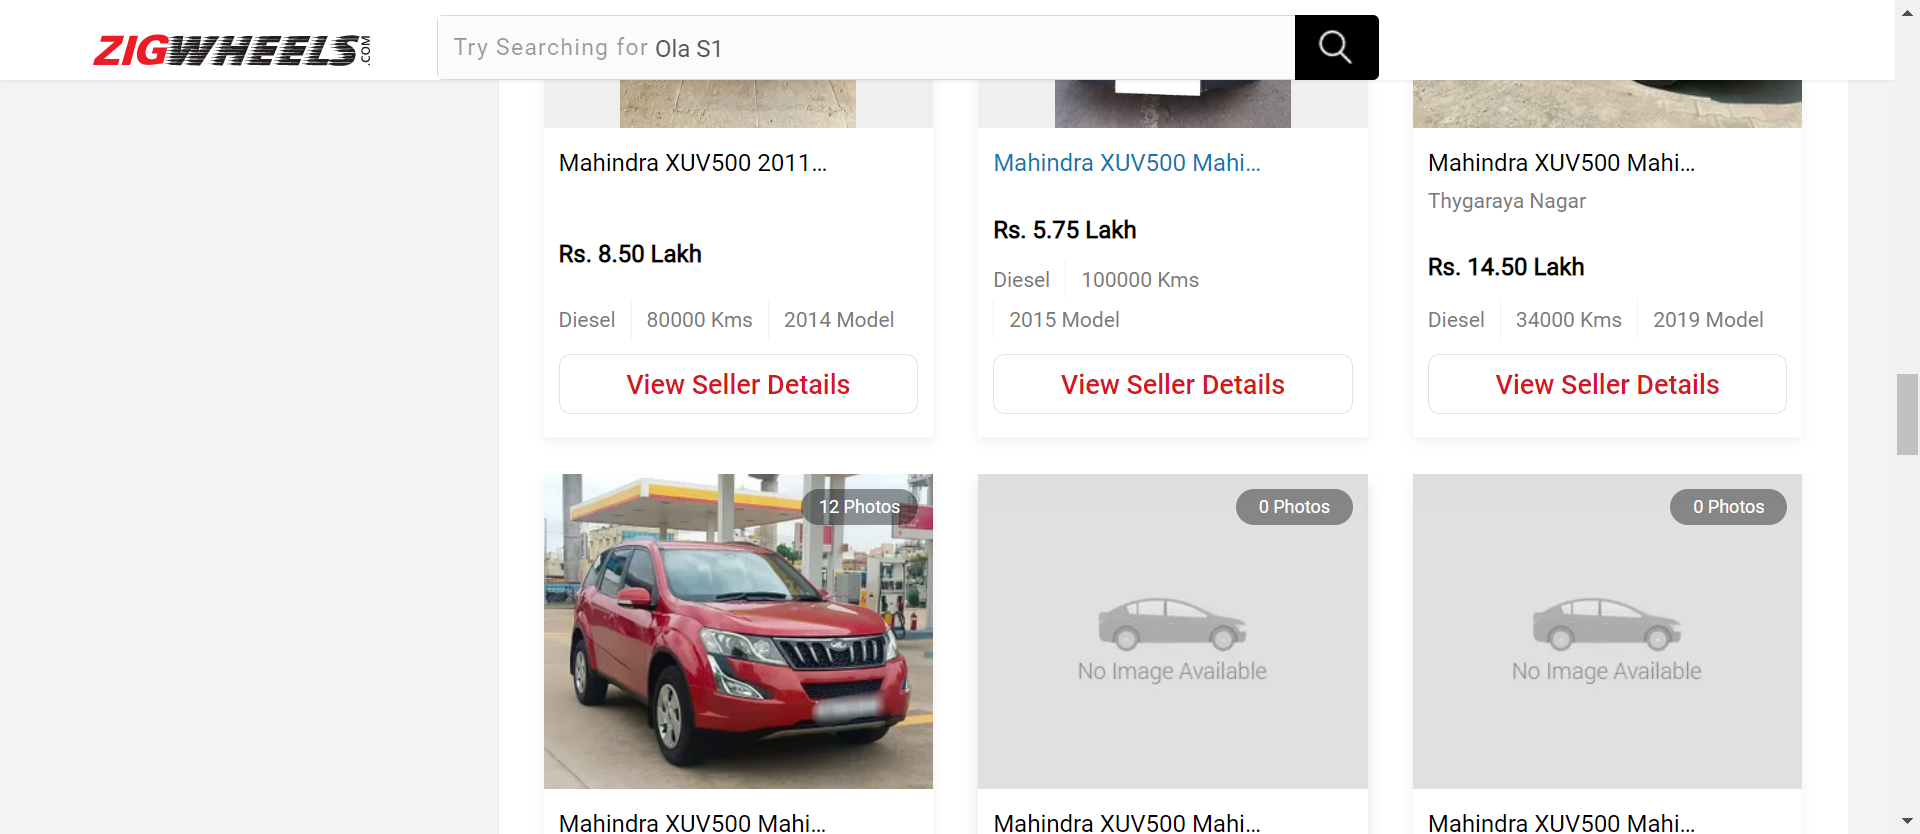 ZIGWHEELS.COM
Try Searching for Ola S1
Mahindra XUV500 2011...
Rs. 8.50 Lakh
Diesel
80000 Kms
2014 Model
View Seller Details
Mahindra XUV500 Mahi...
Rs. 5.75 Lakh
Diesel
100000 Kms
2015 Model
View Seller Details
Mahindra XUV500 Mahi...
Thygaraya Nagar
Rs. 14.50 Lakh
Diesel
34000 Kms
2019 Model
View Seller Details
12 Photos
Mahindra XUV500 Mahi...
0 Photos
No Image Available
Mahindra XUV500 Mahi...
0 Photos
No Image Available
Mahindra XUV500 Mahi...